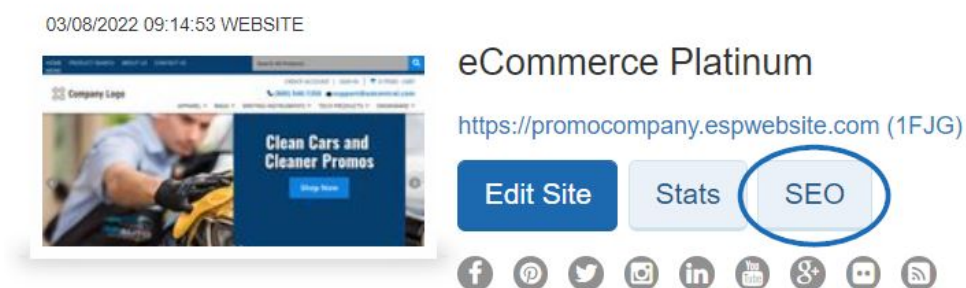 03/08/2022 09:14:53 WEBSITE
Company Logo
Clean Cars and
Cleaner Promos
Shop Now
eCommerce Platinum
https://promocompany.espwebsite.com (1FJG)
Edit Site
Stats
SEO